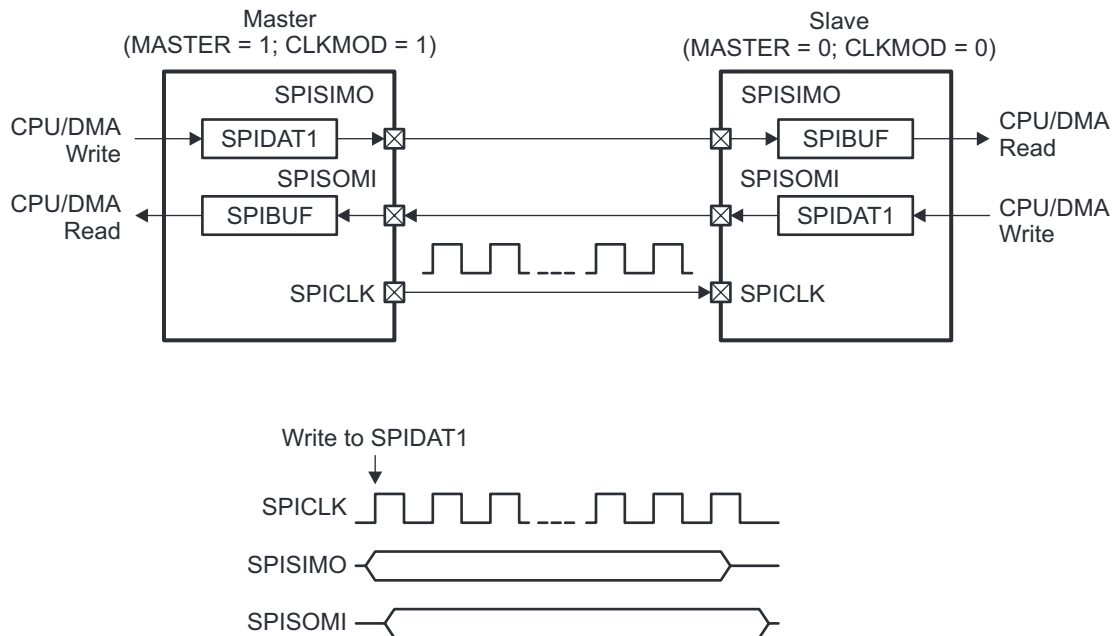 Master
(MASTER = 1; CLKMOD = 1)
Slave
(MASTER = 0; CLKMOD = 0)
SPISIMO
SPISIMO
CPU/DMA
Write
SPIDAT1
SPIBUF
CPU/DMA
Read
SPISOMI
SPISOMI
CPU/DMA
Read
SPIBUF
SPIDAT1
CPU/DMA
Write
SPICLK
SPICLK
Write to SPIDAT1
SPICLK
SPISIMO
SPISOMI